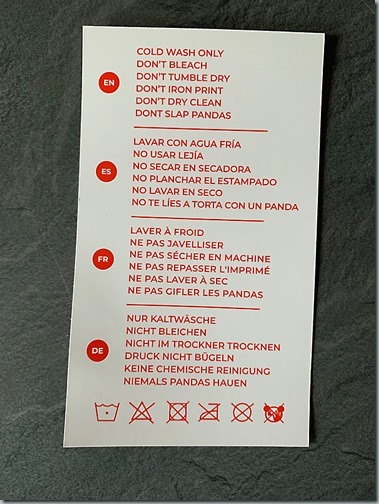 EN
COLD WASH ONLY
DON'T BLEACH
DON'T TUMBLE DRY
DON'T IRON PRINT
DON'T DRY CLEAN
DONT SLAP PANDAS
ES
LAVAR CON AGUA FRÍA
NO USAR LEJÍA
NO SECAR EN SECADORA
NO PLANCHAR EL ESTAMPADO
NO LAVAR EN SECO
NO TE LÍES A TORTA CON UN PANDA
FR
LAVER À FROID
NE PAS JAVELLISER
NE PAS SÉCHER EN MACHINE
NE PAS REPASSER L'IMPRIMÉ
NE PAS LAVER À SEC
NE PAS GIFLER LES PANDAS
DE
NUR KALTWÄSCHE
NICHT BLEICHEN
NICHT IM TROCKNER TROCKNEN
DRUCK NICHT BÜGELN
KEINE CHEMISCHE REINIGUNG
NIEMALS PANDAS HAUEN